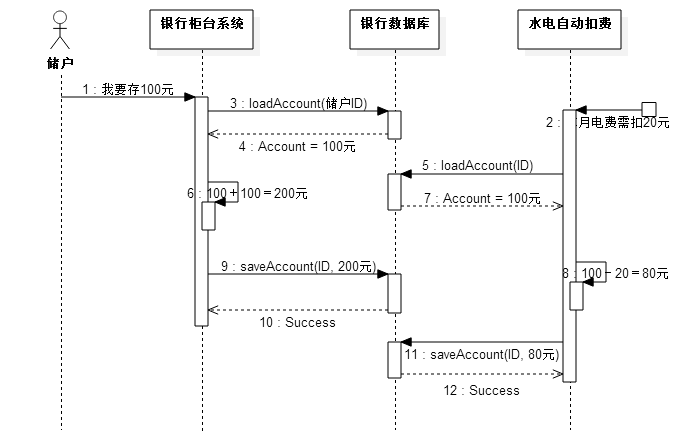 银行柜台系统
银行数据库
水电自动扣费
储户
1 : 我要存100元
3 : loadAccount(储户ID)
2 : 月电费需扣20元
4 : Account = 100元
5 : loadAccount(ID)
6 : 100＋100＝200元
7 : Account = 100元
9 : saveAccount(ID, 200元)
8 : 100－20＝80元
10 : Success
11 : saveAccount(ID, 80元)
12 : Success